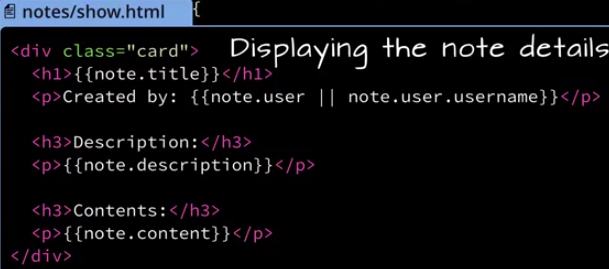 notes/show.html {
Displaying the note details
<div class="card">
<h1>{{note.title}}</h1>
<p>Created by: {{note.user || note.user.username}}</p>
<h3>Description:</h3>
<p>{{note.description}}</p>
<h3>Contents:</h3>
<p>{{note.content}}</p>
</div>